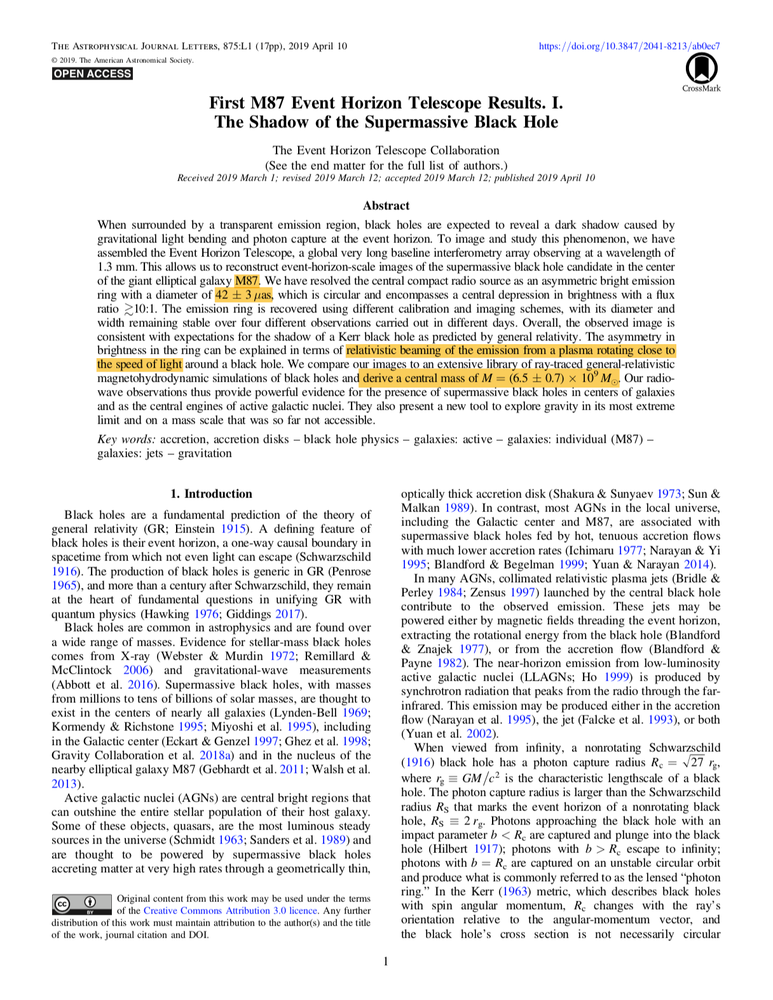 THE ASTROPHYSICAL JOURNAL LETTERS, 875:L1 (17pp), 2019 April 10
https://doi.org/10.3847/2041-8213/ab0ec7
© 2019. The American Astronomical Society.
OPEN ACCESS
CrossMark
First M87 Event Horizon Telescope Results. I.
The Shadow of the Supermassive Black Hole
The Event Horizon Telescope Collaboration
(See the end matter for the full list of authors.)
Received 2019 March 1; revised 2019 March 12; accepted 2019 March 12; published 2019 April 10
Abstract
When surrounded by a transparent emission region, black holes are expected to reveal a dark shadow caused by
gravitational light bending and photon capture at the event horizon. To image and study this phenomenon, we have
assembled the Event Horizon Telescope, a global very long baseline interferometry array observing at a wavelength of
1.3 mm. This allows us to reconstruct event-horizon-scale images of the supermassive black hole candidate in the center
of the giant elliptical galaxy M87. We have resolved the central compact radio source as an asymmetric bright emission
ring with a diameter of 42 ± 3 μas, which is circular and encompasses a central depression in brightness with a flux
ratio ≳10:1. The emission ring is recovered using different calibration and imaging schemes, with its diameter and
width remaining stable over four different observations carried out in different days. Overall, the observed image is
consistent with expectations for the shadow of a Kerr black hole as predicted by general relativity. The asymmetry in
brightness in the ring can be explained in terms of relativistic beaming of the emission from a plasma rotating close to
the speed of light around a black hole. We compare our images to an extensive library of ray-traced general-relativistic
magnetohydrodynamic simulations of black holes and derive a central mass of M = (6.5 ± 0.7) × 10⁹ M☉. Our radio-
wave observations thus provide powerful evidence for the presence of supermassive black holes in centers of galaxies
and as the central engines of active galactic nuclei. They also present a new tool to explore gravity in its most extreme
limit and on a mass scale that was so far not accessible.
Key words: accretion, accretion disks – black hole physics – galaxies: active – galaxies: individual (M87) –
galaxies: jets – gravitation
1. Introduction
Black holes are a fundamental prediction of the theory of
general relativity (GR; Einstein 1915). A defining feature of
black holes is their event horizon, a one-way causal boundary in
spacetime from which not even light can escape (Schwarzschild
1916). The production of black holes is generic in GR (Penrose
1965), and more than a century after Schwarzschild, they remain
at the heart of fundamental questions in unifying GR with
quantum physics (Hawking 1976; Giddings 2017).
Black holes are common in astrophysics and are found over
a wide range of masses. Evidence for stellar-mass black holes
comes from X-ray (Webster & Murdin 1972; Remillard &
McClintock 2006) and gravitational-wave measurements
(Abbott et al. 2016). Supermassive black holes, with masses
from millions to tens of billions of solar masses, are thought to
exist in the centers of nearly all galaxies (Lynden-Bell 1969;
Kormendy & Richstone 1995; Miyoshi et al. 1995), including
in the Galactic center (Eckart & Genzel 1997; Ghez et al. 1998;
Gravity Collaboration et al. 2018a) and in the nucleus of the
nearby elliptical galaxy M87 (Gebhardt et al. 2011; Walsh et al.
2013).
Active galactic nuclei (AGNs) are central bright regions that
can outshine the entire stellar population of their host galaxy.
Some of these objects, quasars, are the most luminous steady
sources in the universe (Schmidt 1963; Sanders et al. 1989) and
are thought to be powered by supermassive black holes
accreting matter at very high rates through a geometrically thin,
optically thick accretion disk (Shakura & Sunyaev 1973; Sun &
Malkan 1989). In contrast, most AGNs in the local universe,
including the Galactic center and M87, are associated with
supermassive black holes fed by hot, tenuous accretion flows
with much lower accretion rates (Ichimaru 1977; Narayan & Yi
1995; Blandford & Begelman 1999; Yuan & Narayan 2014).
In many AGNs, collimated relativistic plasma jets (Bridle &
Perley 1984; Zensus 1997) launched by the central black hole
contribute to the observed emission. These jets may be
powered either by magnetic fields threading the event horizon,
extracting the rotational energy from the black hole (Blandford
& Znajek 1977), or from the accretion flow (Blandford &
Payne 1982). The near-horizon emission from low-luminosity
active galactic nuclei (LLAGNs; Ho 1999) is produced by
synchrotron radiation that peaks from the radio through the far-
infrared. This emission may be produced either in the accretion
flow (Narayan et al. 1995), the jet (Falcke et al. 1993), or both
(Yuan et al. 2002).
When viewed from infinity, a nonrotating Schwarzschild
(1916) black hole has a photon capture radius Rc = √27 rg,
where rg ≡ GM/c² is the characteristic lengthscale of a black
hole. The photon capture radius is larger than the Schwarzschild
radius RS that marks the event horizon of a nonrotating black
hole, RS ≡ 2 rg. Photons approaching the black hole with an
impact parameter b < Rc are captured and plunge into the black
hole (Hilbert 1917); photons with b > Rc escape to infinity;
photons with b = Rc are captured on an unstable circular orbit
and produce what is commonly referred to as the lensed “photon
ring.” In the Kerr (1963) metric, which describes black holes
with spin angular momentum, Rc changes with the ray’s
orientation relative to the angular-momentum vector, and
the black hole’s cross section is not necessarily circular
cc BY
Original content from this work may be used under the terms
of the Creative Commons Attribution 3.0 licence. Any further
distribution of this work must maintain attribution to the author(s) and the title
of the work, journal citation and DOI.
1